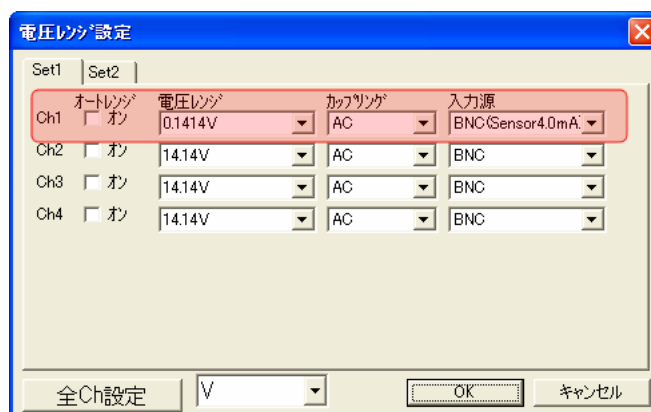 電圧ﾚﾝｼﾞ設定
Set1 Set2
ｵｰﾄﾚﾝｼﾞ 電圧ﾚﾝｼﾞ ｶｯﾌﾟﾘﾝｸﾞ 入力源
Ch1 ｵﾝ 0.1414V AC BNC(Sensor4.0mA)
Ch2 ｵﾝ 14.14V AC BNC
Ch3 ｵﾝ 14.14V AC BNC
Ch4 ｵﾝ 14.14V AC BNC
全Ch設定 V OK ｷｬﾝｾﾙ